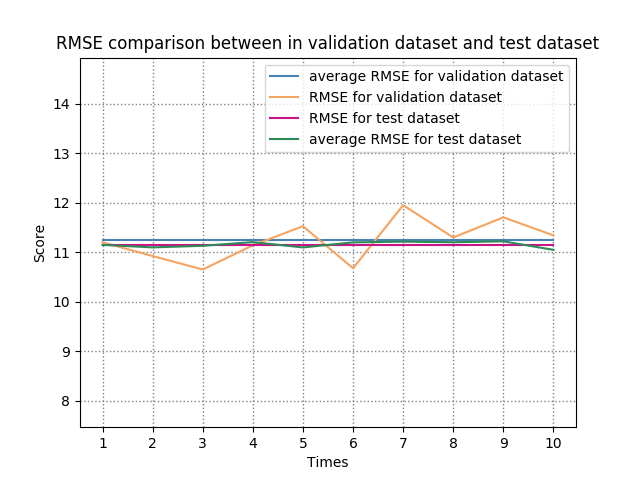 RMSE comparison between in validation dataset and test dataset
average RMSE for validation dataset
RMSE for validation dataset
RMSE for test dataset
average RMSE for test dataset
14
13
12
11
10
9
8
Score
1 2 3 4 5 6 7 8 9 10
Times